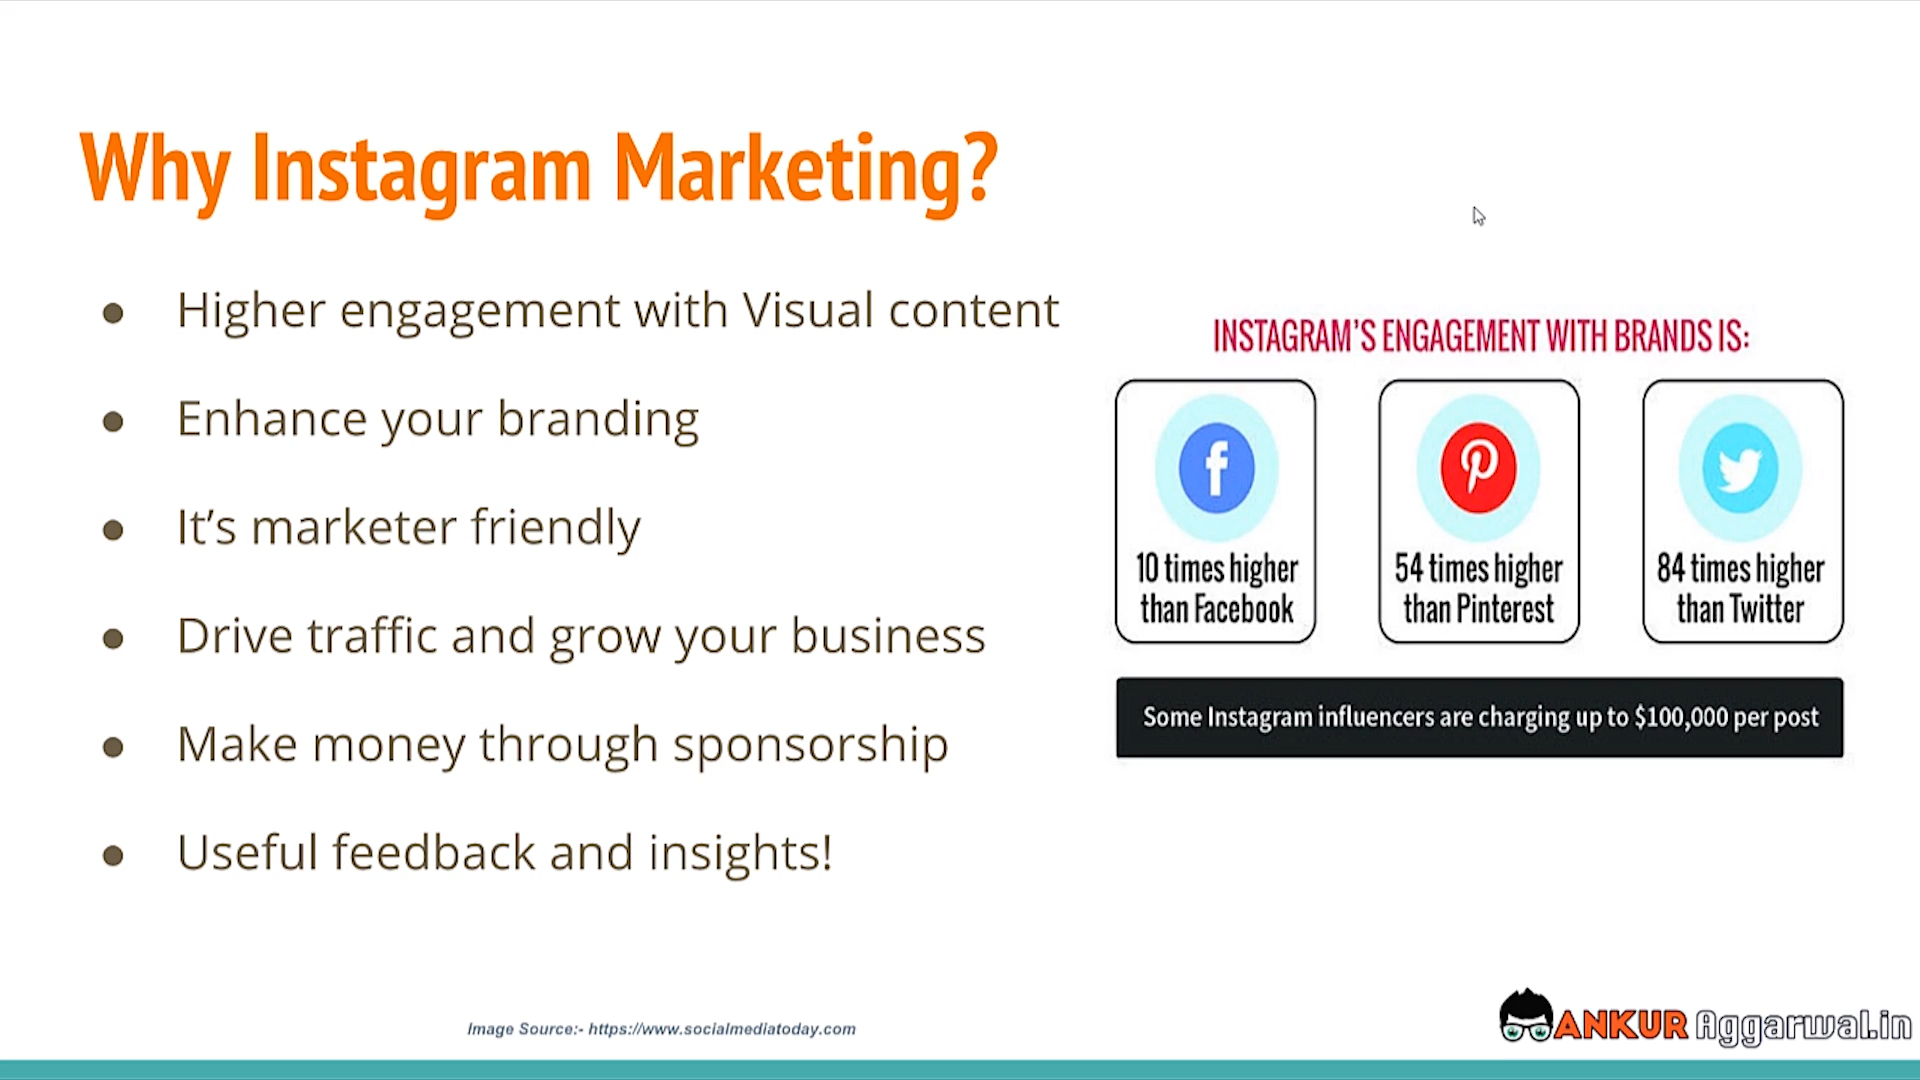 Why Instagram Marketing?
● Higher engagement with Visual content
● Enhance your branding
● It’s marketer friendly
● Drive traffic and grow your business
● Make money through sponsorship
● Useful feedback and insights!
INSTAGRAM’S ENGAGEMENT WITH BRANDS IS:
10 times higher
than Facebook
54 times higher
than Pinterest
84 times higher
than Twitter
Some Instagram influencers are charging up to $100,000 per post
Image Source:- https://www.socialmediatoday.com
ANKUR Aggarwal.in